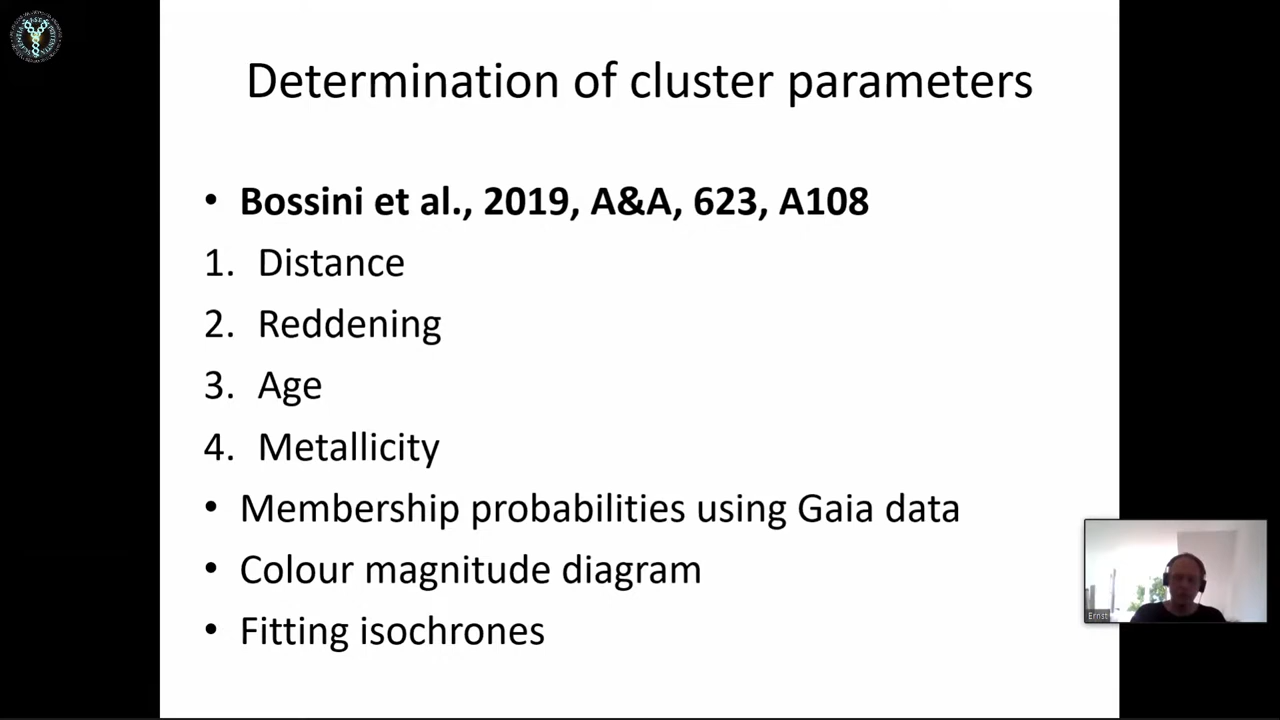 Determination of cluster parameters
• Bossini et al., 2019, A&A, 623, A108
1. Distance
2. Reddening
3. Age
4. Metallicity
• Membership probabilities using Gaia data
• Colour magnitude diagram
• Fitting isochrones
Ernst